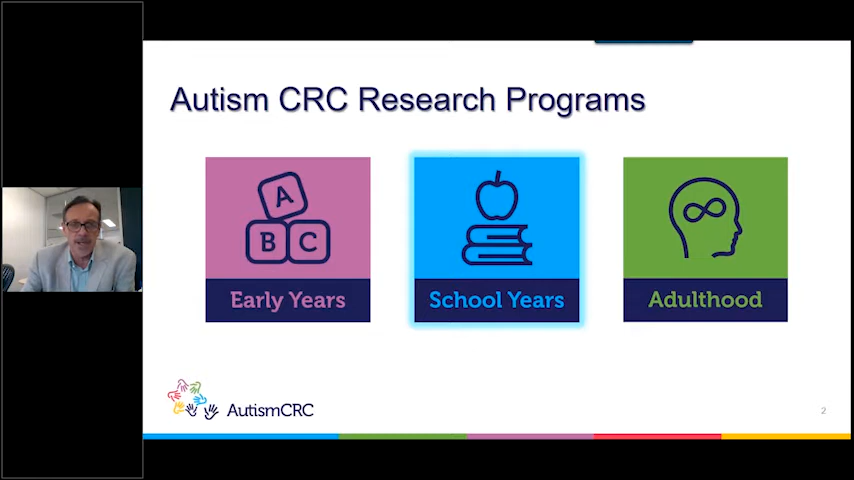 Autism CRC Research Programs
A
B C
Early Years
School Years
Adulthood
AutismCRC
2